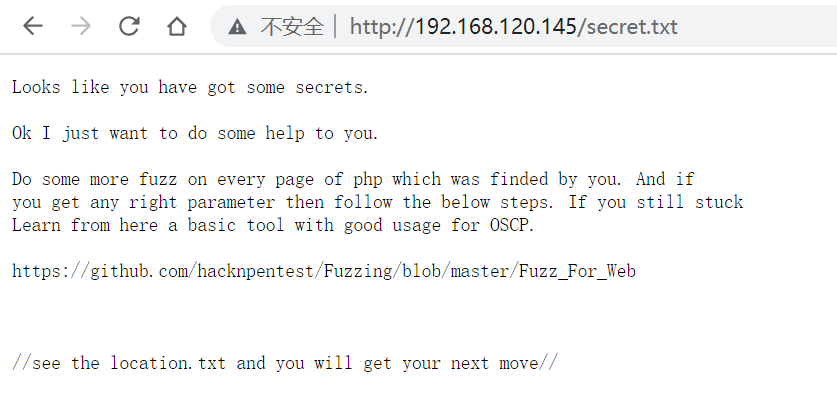 不安全 | http://192.168.120.145/secret.txt
Looks like you have got some secrets.
Ok I just want to do some help to you.
Do some more fuzz on every page of php which was finded by you. And if
you get any right parameter then follow the below steps. If you still stuck
Learn from here a basic tool with good usage for OSCP.
https://github.com/hacknpentest/Fuzzing/blob/master/Fuzz_For_Web
//see the location.txt and you will get your next move//